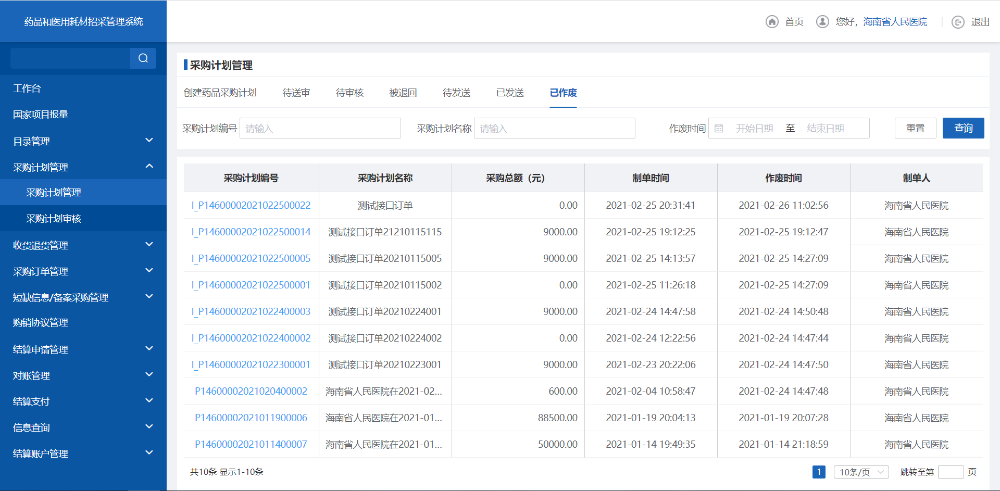 药品和医用耗材招采管理系统
首页 您好，海南省人民医院 退出
工作台
国家项目报量
目录管理
采购计划管理
采购计划管理
采购计划审核
收货退货管理
采购订单管理
短缺信息/备案采购管理
购销协议管理
结算申请管理
对账管理
结算支付
信息查询
结算账户管理
采购计划管理
创建药品采购计划 待送审 待审核 被退回 待发送 已发送 已作废
采购计划编号 请输入 采购计划名称 请输入 作废时间 开始日期 至 结束日期 重置 查询
采购计划编号 采购计划名称 采购总额（元） 制单时间 作废时间 制单人
I_P14600002021022500022 测试接口订单 0.00 2021-02-25 20:31:41 2021-02-26 11:02:56 海南省人民医院
I_P14600002021022500014 测试接口订单21210115115 9000.00 2021-02-25 19:12:25 2021-02-25 19:12:47 海南省人民医院
I_P14600002021022500005 测试接口订单20210115005 9000.00 2021-02-25 14:13:57 2021-02-25 14:27:09 海南省人民医院
I_P14600002021022500001 测试接口订单20210115002 0.00 2021-02-25 11:26:18 2021-02-25 14:27:09 海南省人民医院
I_P14600002021022400003 测试接口订单20210224001 9000.00 2021-02-24 14:47:58 2021-02-24 14:50:48 海南省人民医院
I_P14600002021022400002 测试接口订单20210224002 0.00 2021-02-24 12:22:56 2021-02-24 14:47:44 海南省人民医院
I_P14600002021022300001 测试接口订单20210223001 9000.00 2021-02-23 20:22:06 2021-02-24 14:47:50 海南省人民医院
P14600002021020400002 海南省人民医院在2021-02... 600.00 2021-02-04 10:58:47 2021-02-24 14:47:48 海南省人民医院
P14600002021011900006 海南省人民医院在2021-01... 88500.00 2021-01-19 20:04:13 2021-01-19 20:07:28 海南省人民医院
P14600002021011400007 海南省人民医院在2021-01... 50000.00 2021-01-14 19:49:35 2021-01-14 21:18:59 海南省人民医院
共10条 显示1-10条 1 10条/页 跳转至第 页